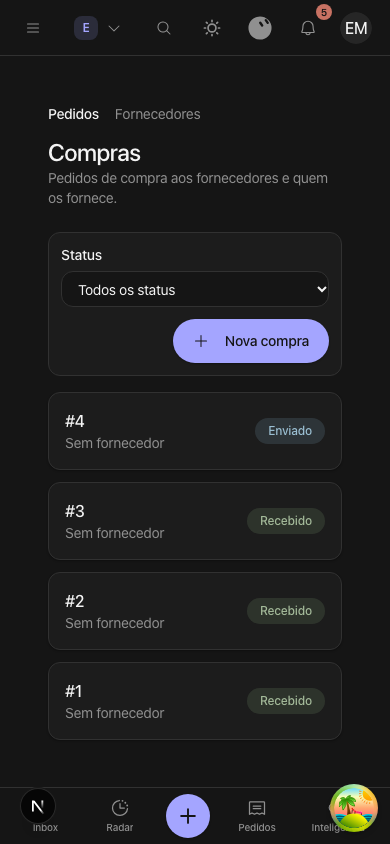 E
5
EM
Pedidos Fornecedores
Compras
Pedidos de compra aos fornecedores e quem
os fornece.
Status
Todos os status
Nova compra
#4
Sem fornecedor
Enviado
#3
Sem fornecedor
Recebido
#2
Sem fornecedor
Recebido
#1
Sem fornecedor
Recebido
N
Inbox
Radar
Pedidos